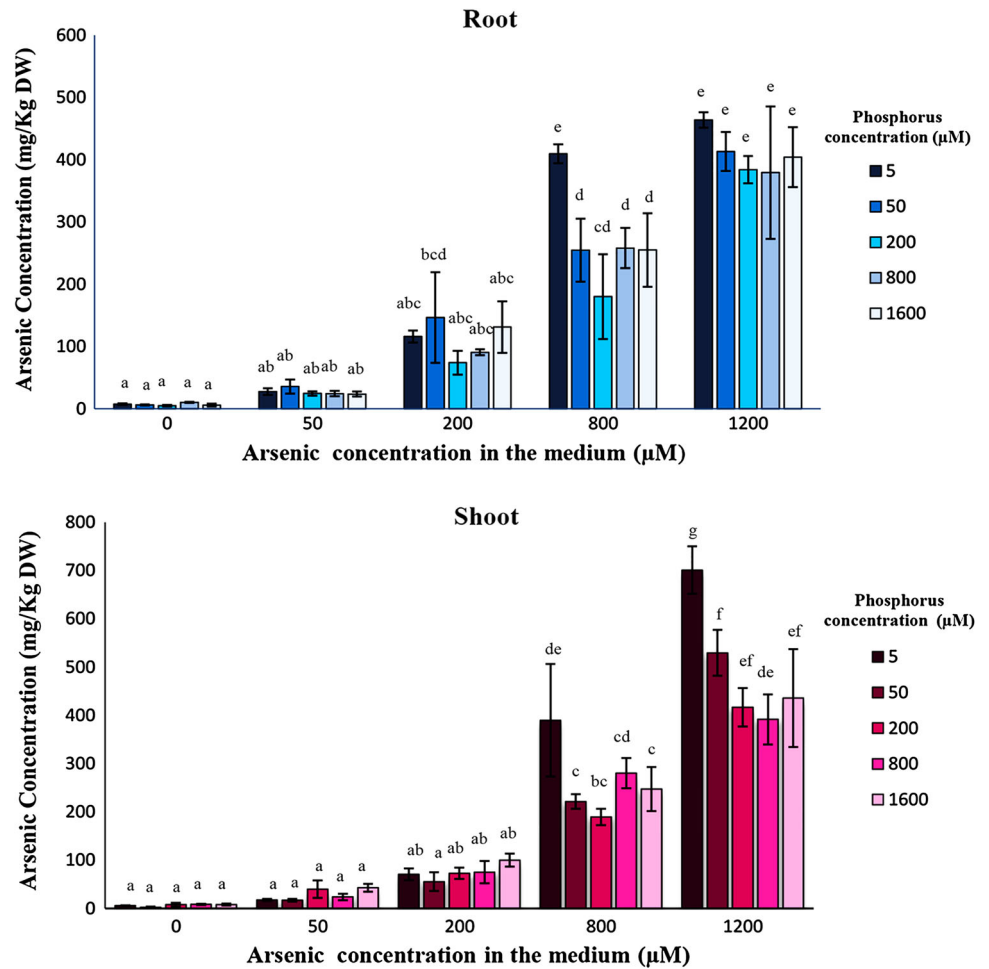 Root
Arsenic Concentration (mg/Kg DW)
600
500
400
300
200
100
0
a a a a a
ab ab ab ab ab
abc bcd abc abc abc
e d cd d d
e e e e e
0 50 200 800 1200
Arsenic concentration in the medium (µM)
Phosphorus
concentration (µM)
5
50
200
800
1600
Shoot
Arsenic Concentration (mg/Kg DW)
800
700
600
500
400
300
200
100
0
a a a a a
a a a a a
ab a ab ab ab
de c bc cd c
g f ef de ef
0 50 200 800 1200
Arsenic concentration in the medium (µM)
Phosphorus
concentration (µM)
5
50
200
800
1600